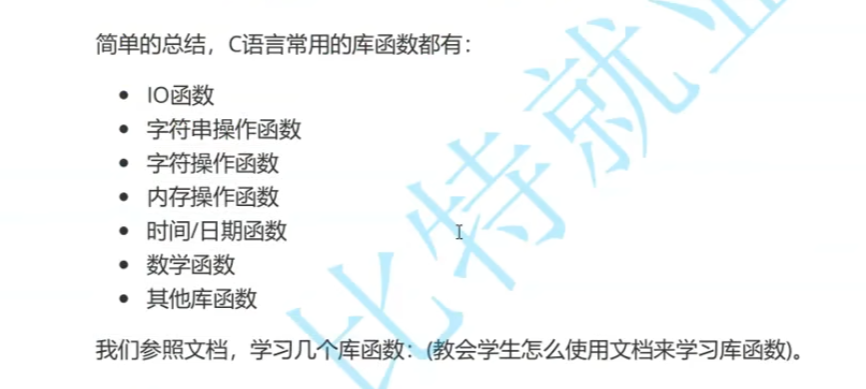 简单的总结，C语言常用的库函数都有：
• IO函数
• 字符串操作函数
• 字符操作函数
• 内存操作函数
• 时间/日期函数
• 数学函数
• 其他库函数
我们参照文档，学习几个库函数：(教会学生怎么使用文档来学习库函数)。
比特就业